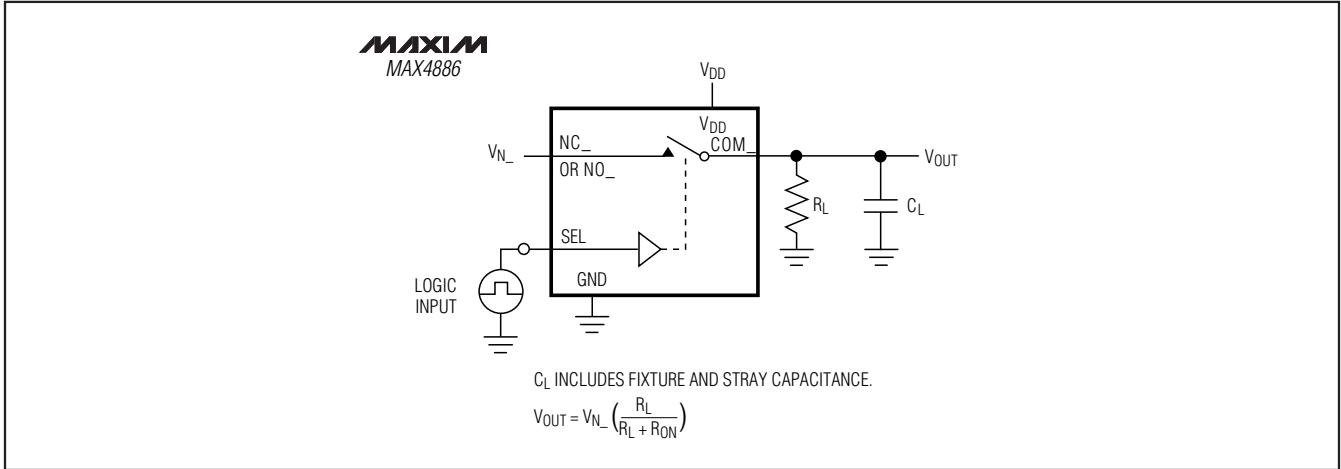 MAXIM
MAX4886
VDD
VDD
VN_
NC_
COM_
VOUT
OR NO_
RL
CL
SEL
LOGIC
INPUT
GND
CL INCLUDES FIXTURE AND STRAY CAPACITANCE.
VOUT = VN_ (RL / RL + RON)